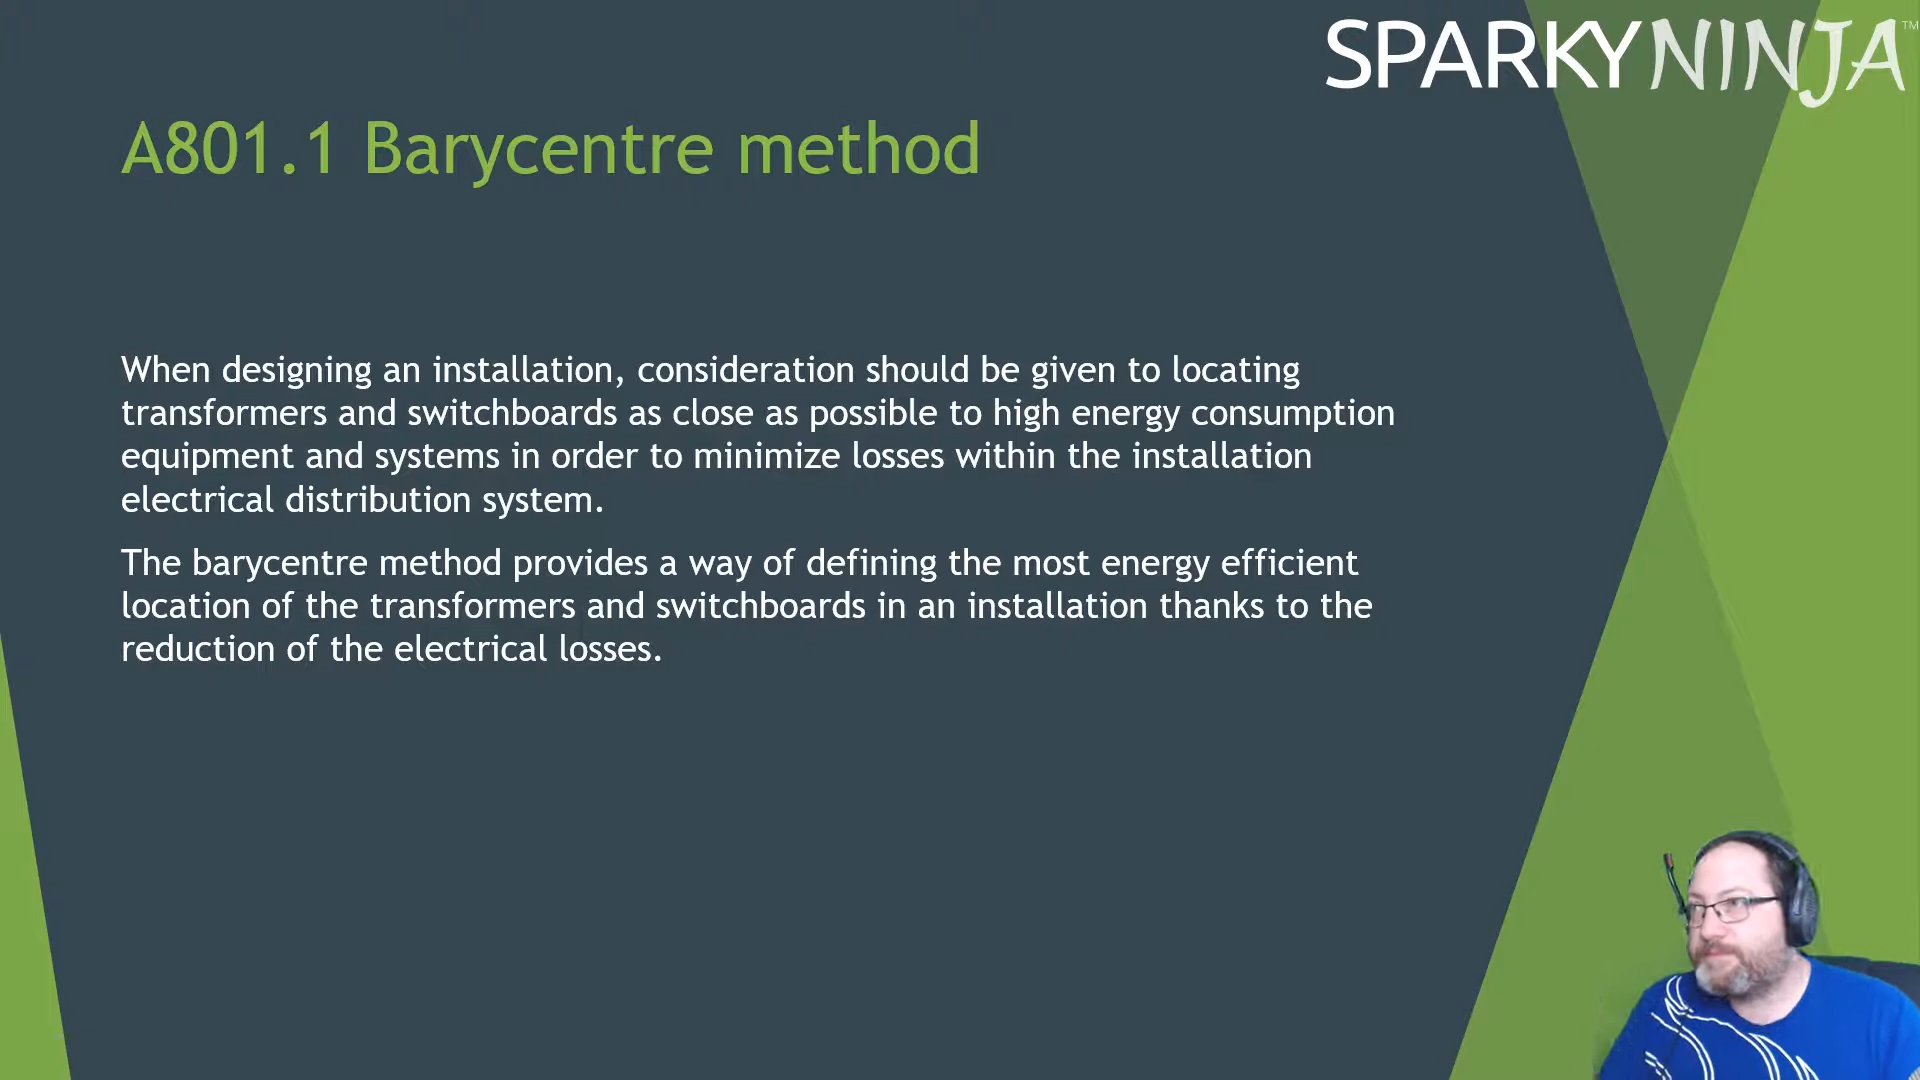 SPARKYNINJA™
A801.1 Barycentre method
When designing an installation, consideration should be given to locating
transformers and switchboards as close as possible to high energy consumption
equipment and systems in order to minimize losses within the installation
electrical distribution system.
The barycentre method provides a way of defining the most energy efficient
location of the transformers and switchboards in an installation thanks to the
reduction of the electrical losses.